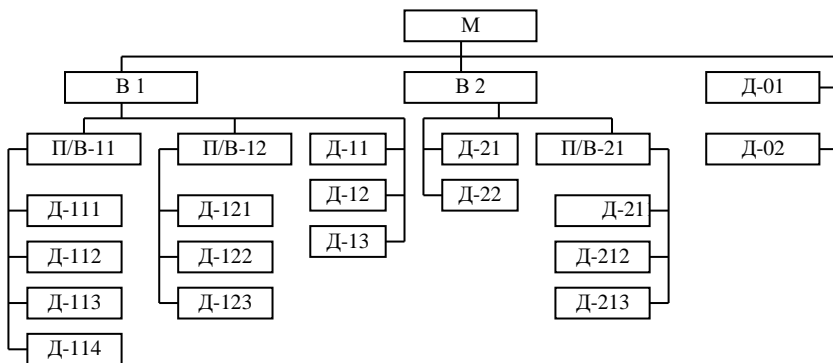 М
В 1
В 2
Д-01
П/В-11
П/В-12
Д-11
Д-21
П/В-21
Д-02
Д-12
Д-22
Д-111
Д-121
Д-21
Д-13
Д-112
Д-122
Д-212
Д-113
Д-123
Д-213
Д-114